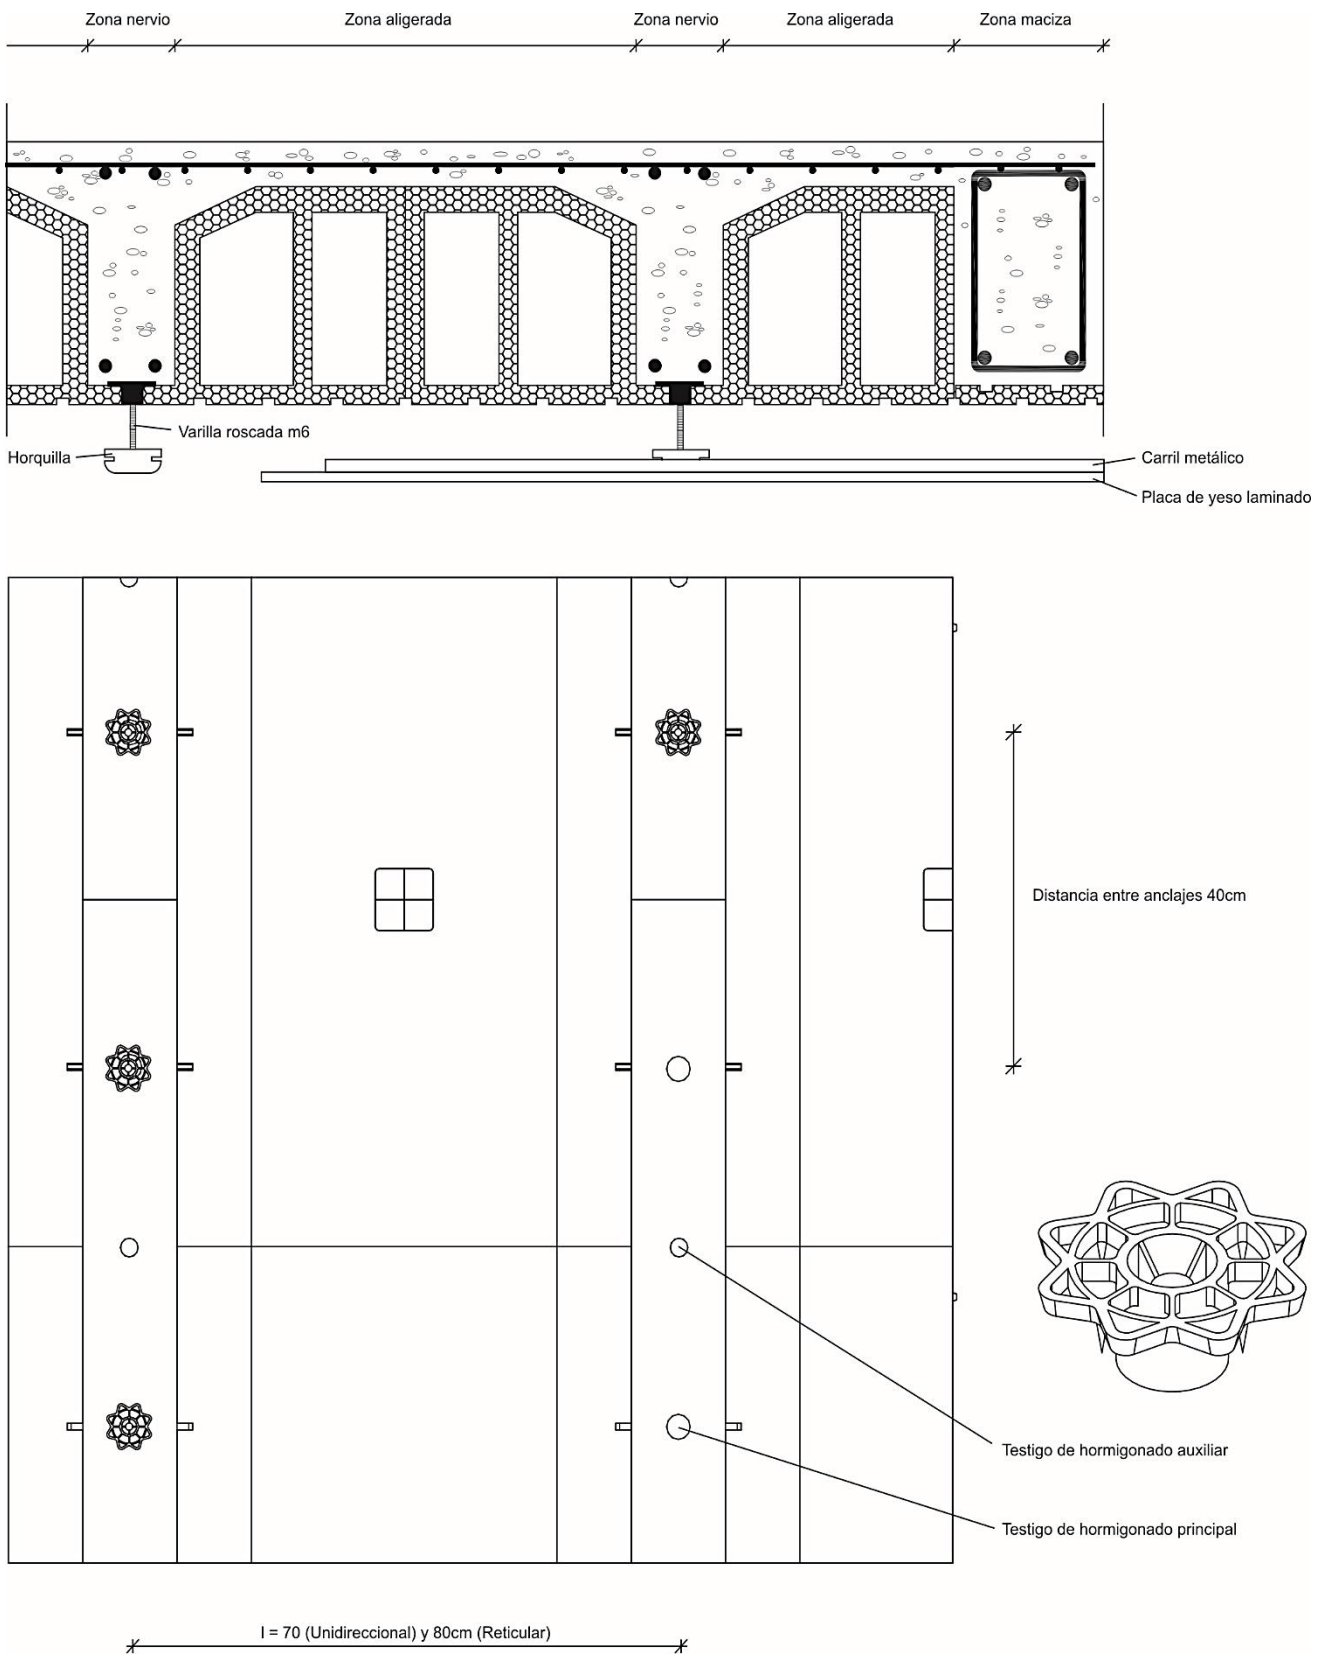 Zona nervio
Zona aligerada
Zona nervio
Zona aligerada
Zona maciza
Varilla roscada m6
Horquilla
Carril metálico
Placa de yeso laminado
Distancia entre anclajes 40cm
Testigo de hormigonado auxiliar
Testigo de hormigonado principal
I = 70 (Unidireccional) y 80cm (Reticular)